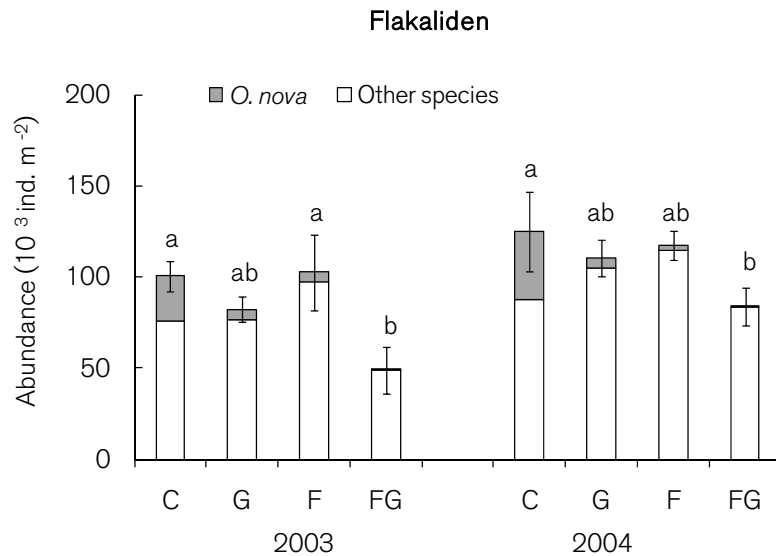 Flakaliden
200
O. nova Other species
150
100
50
0
Abundance (10 3 ind. m -2)
a
ab
a
b
a
ab
ab
b
C G F FG C G F FG
2003 2004